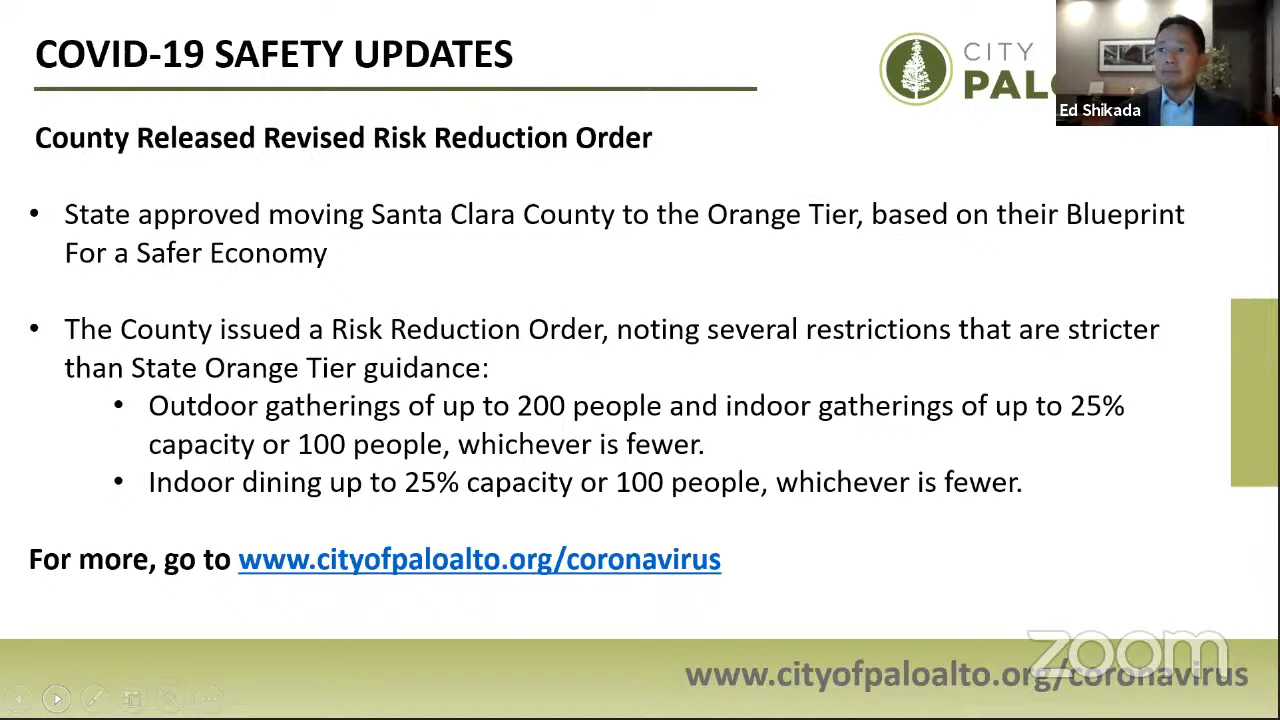 COVID-19 SAFETY UPDATES
CITY
PALO
Ed Shikada
County Released Revised Risk Reduction Order
• State approved moving Santa Clara County to the Orange Tier, based on their Blueprint
For a Safer Economy
• The County issued a Risk Reduction Order, noting several restrictions that are stricter
than State Orange Tier guidance:
• Outdoor gatherings of up to 200 people and indoor gatherings of up to 25%
capacity or 100 people, whichever is fewer.
• Indoor dining up to 25% capacity or 100 people, whichever is fewer.
For more, go to www.cityofpaloalto.org/coronavirus
zoom
www.cityofpaloalto.org/coronavirus